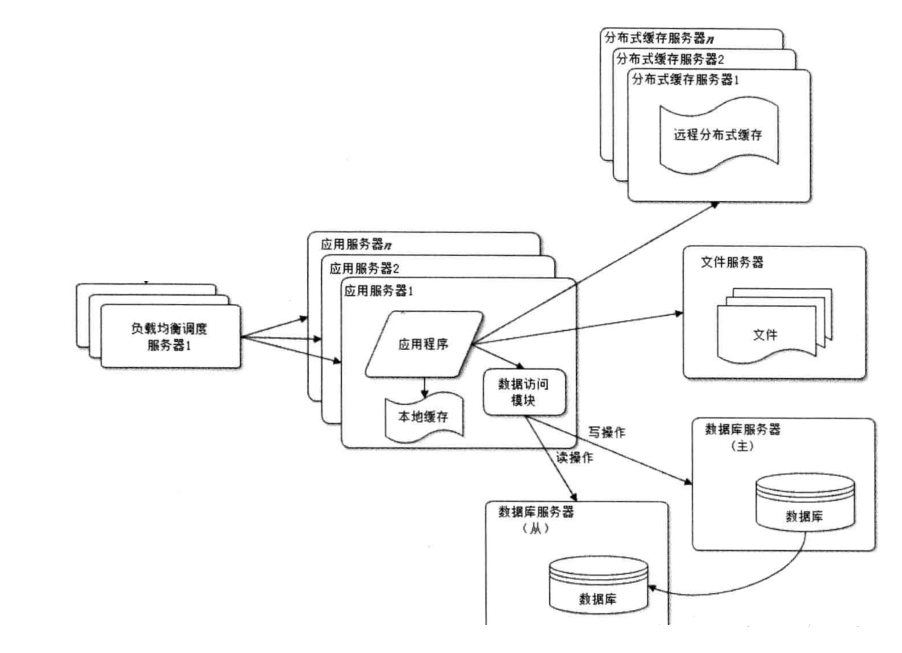 分布式缓存服务器n
分布式缓存服务器2
分布式缓存服务器1
远程分布式缓存
应用服务器n
应用服务器2
应用服务器1
应用程序
本地缓存
数据访问
模块
负载均衡调度
服务器1
文件服务器
文件
写操作
读操作
数据库服务器
（主）
数据库
数据库服务器
（从）
数据库